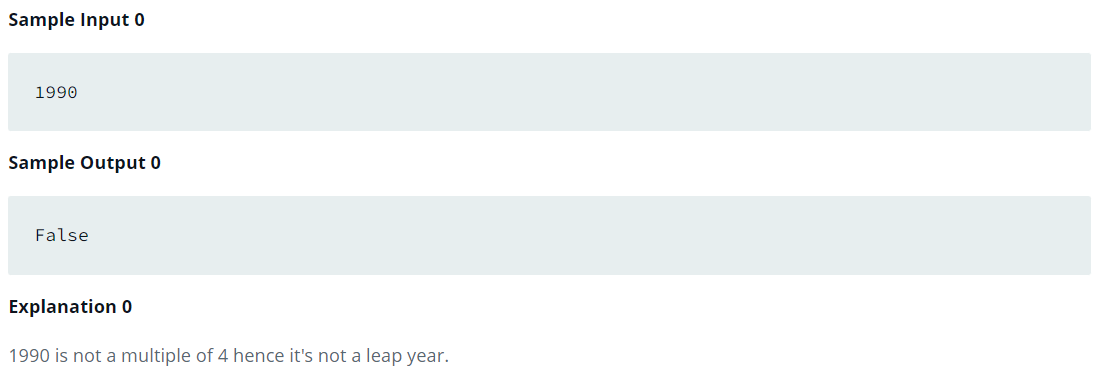 Sample Input 0
1990
Sample Output 0
False
Explanation 0
1990 is not a multiple of 4 hence it's not a leap year.